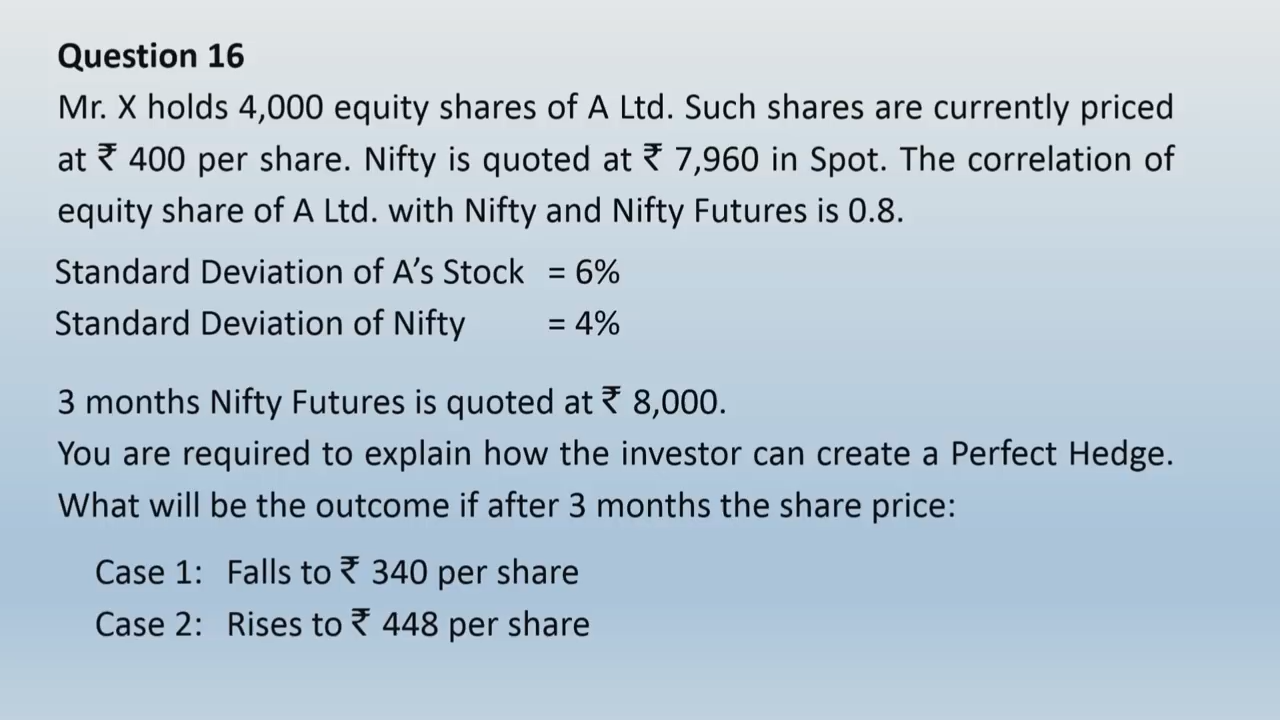 Question 16
Mr. X holds 4,000 equity shares of A Ltd. Such shares are currently priced
at ₹ 400 per share. Nifty is quoted at ₹ 7,960 in Spot. The correlation of
equity share of A Ltd. with Nifty and Nifty Futures is 0.8.
Standard Deviation of A’s Stock = 6%
Standard Deviation of Nifty = 4%
3 months Nifty Futures is quoted at ₹ 8,000.
You are required to explain how the investor can create a Perfect Hedge.
What will be the outcome if after 3 months the share price:
Case 1: Falls to ₹ 340 per share
Case 2: Rises to ₹ 448 per share